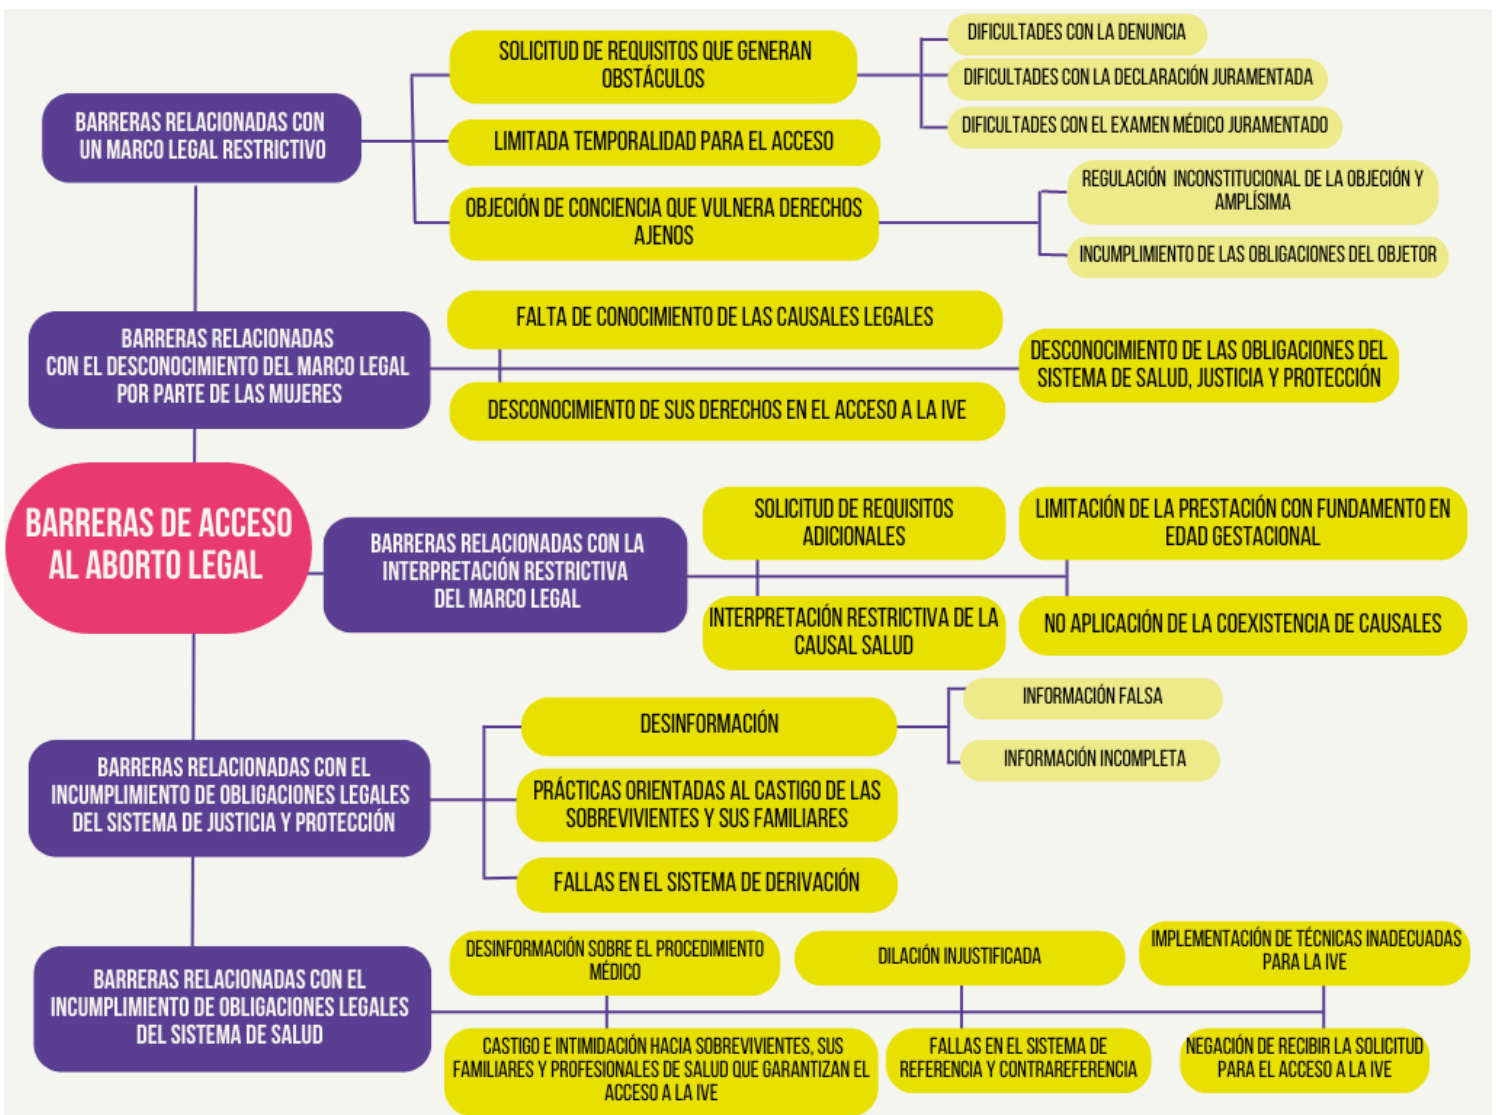 BARRERAS DE ACCESO
AL ABORTO LEGAL
BARRERAS RELACIONADAS CON
UN MARCO LEGAL RESTRICTIVO
SOLICITUD DE REQUISITOS QUE GENERAN
OBSTÁCULOS
DIFICULTADES CON LA DENUNCIA
DIFICULTADES CON LA DECLARACIÓN JURAMENTADA
DIFICULTADES CON EL EXAMEN MÉDICO JURAMENTADO
LIMITADA TEMPORALIDAD PARA EL ACCESO
OBJECIÓN DE CONCIENCIA QUE VULNERA DERECHOS
AJENOS
REGULACIÓN INCONSTITUCIONAL DE LA OBJECIÓN Y
AMPLÍSIMA
INCUMPLIMIENTO DE LAS OBLIGACIONES DEL OBJETOR
BARRERAS RELACIONADAS
CON EL DESCONOCIMIENTO DEL MARCO LEGAL
POR PARTE DE LAS MUJERES
FALTA DE CONOCIMIENTO DE LAS CAUSALES LEGALES
DESCONOCIMIENTO DE SUS DERECHOS EN EL ACCESO A LA IVE
DESCONOCIMIENTO DE LAS OBLIGACIONES DEL
SISTEMA DE SALUD, JUSTICIA Y PROTECCIÓN
BARRERAS RELACIONADAS CON LA
INTERPRETACIÓN RESTRICTIVA
DEL MARCO LEGAL
SOLICITUD DE REQUISITOS
ADICIONALES
LIMITACIÓN DE LA PRESTACIÓN CON FUNDAMENTO EN
EDAD GESTACIONAL
INTERPRETACIÓN RESTRICTIVA DE LA
CAUSAL SALUD
NO APLICACIÓN DE LA COEXISTENCIA DE CAUSALES
BARRERAS RELACIONADAS CON EL
INCUMPLIMIENTO DE OBLIGACIONES LEGALES
DEL SISTEMA DE JUSTICIA Y PROTECCIÓN
DESINFORMACIÓN
INFORMACIÓN FALSA
INFORMACIÓN INCOMPLETA
PRÁCTICAS ORIENTADAS AL CASTIGO DE LAS
SOBREVIVIENTES Y SUS FAMILIARES
FALLAS EN EL SISTEMA DE DERIVACIÓN
BARRERAS RELACIONADAS CON EL
INCUMPLIMIENTO DE OBLIGACIONES LEGALES
DEL SISTEMA DE SALUD
DESINFORMACIÓN SOBRE EL PROCEDIMIENTO
MÉDICO
DILACIÓN INJUSTIFICADA
IMPLEMENTACIÓN DE TÉCNICAS INADECUADAS
PARA LA IVE
CASTIGO E INTIMIDACIÓN HACIA SOBREVIVIENTES, SUS
FAMILIARES Y PROFESIONALES DE SALUD QUE GARANTIZAN EL
ACCESO A LA IVE
FALLAS EN EL SISTEMA DE
REFERENCIA Y CONTRAREFERENCIA
NEGACIÓN DE RECIBIR LA SOLICITUD
PARA EL ACCESO A LA IVE